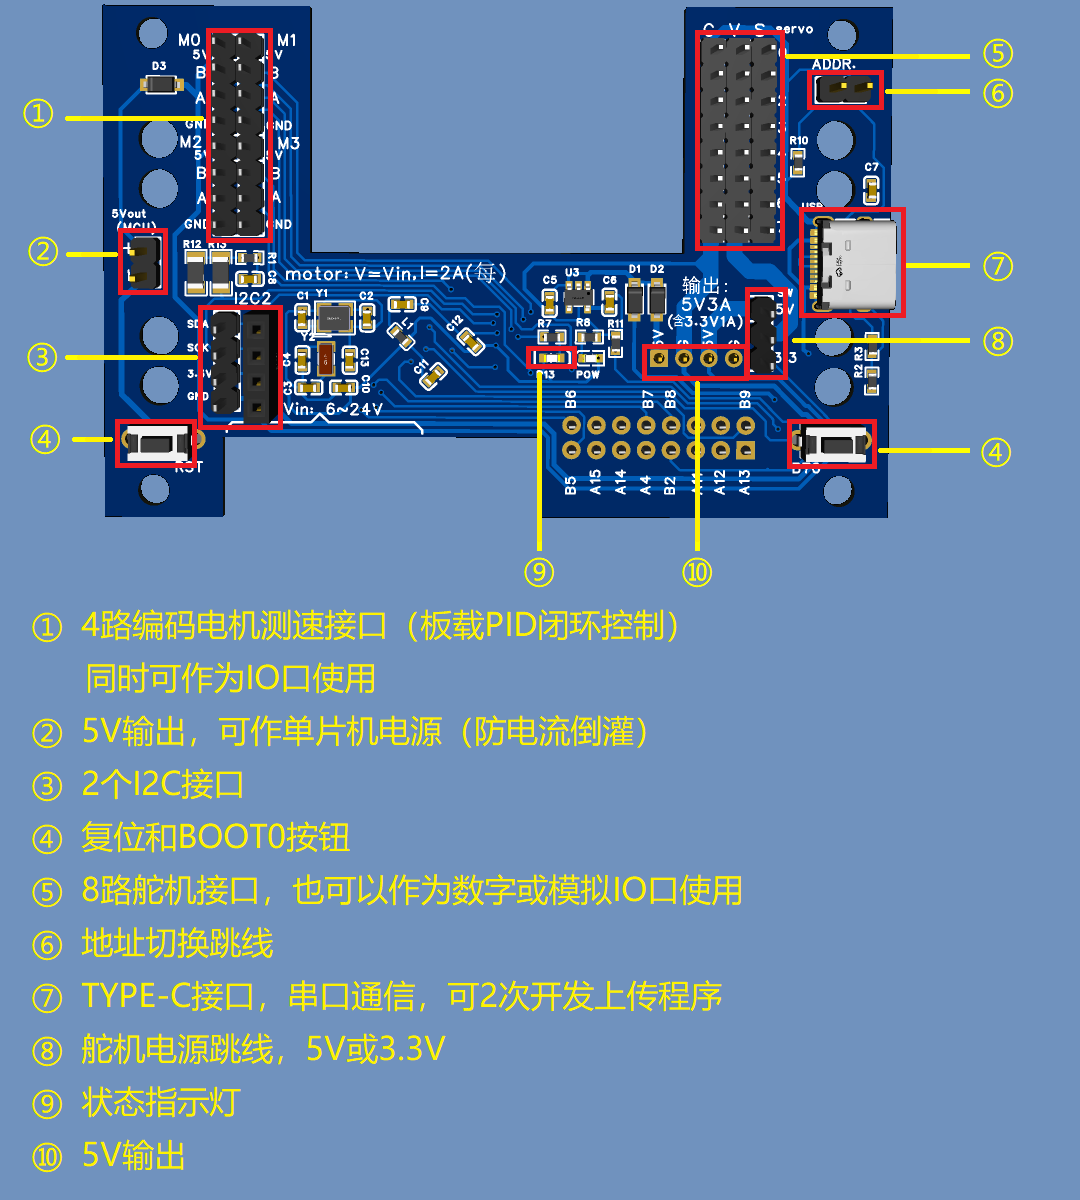 M0 M1
5V 5V
B B
A A
GND GND
M2 M3
5V 5V
B B
A A
GND GND
D3
5Vout
(MCU)
R12 R13 R1
C8
I2C2
SDA
SCK
3.3V
GND
C1 Y1 C2
Y2
C4 C13
C3 C10
C9
L1
C12
C11
motor: V=Vin,I=2A(每)
Vin: 6~24V
RST
G V S servo
ADDR.
R10
C7
USB
C5 U3 C6
D1 D2
R7 R8 R11
POW
输出:
5V3A
(含3.3V1A)
SW
5V
3.3
R3
R2
B6 B7 B8 B9
B5 A15 A14 A4 B2 A12 A13
①
②
③
④
⑤
⑥
⑦
⑧
④
⑨ ⑩
① 4路编码电机测速接口（板载PID闭环控制）
同时可作为IO口使用
② 5V输出，可作单片机电源（防电流倒灌）
③ 2个I2C接口
④ 复位和BOOT0按钮
⑤ 8路舵机接口，也可以作为数字或模拟IO口使用
⑥ 地址切换跳线
⑦ TYPE-C接口，串口通信，可2次开发上传程序
⑧ 舵机电源跳线，5V或3.3V
⑨ 状态指示灯
⑩ 5V输出